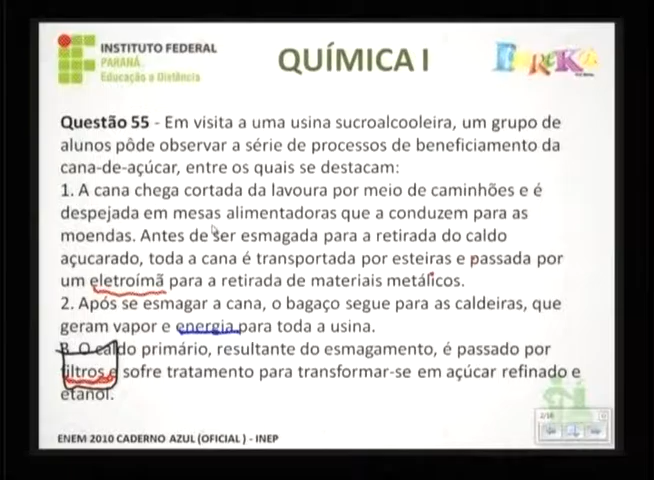 INSTITUTO FEDERAL
PARANÁ
Educação a Distância
QUÍMICA I
EUREKA
Questão 55 - Em visita a uma usina sucroalcooleira, um grupo de
alunos pôde observar a série de processos de beneficiamento da
cana-de-açúcar, entre os quais se destacam:
1. A cana chega cortada da lavoura por meio de caminhões e é
despejada em mesas alimentadoras que a conduzem para as
moendas. Antes de ser esmagada para a retirada do caldo
açucarado, toda a cana é transportada por esteiras e passada por
um eletroímã para a retirada de materiais metálicos.
2. Após se esmagar a cana, o bagaço segue para as caldeiras, que
geram vapor e energia para toda a usina.
3. O caldo primário, resultante do esmagamento, é passado por
filtros e sofre tratamento para transformar-se em açúcar refinado e
etanol.
2/16
ENEM 2010 CADERNO AZUL (OFICIAL ) - INEP